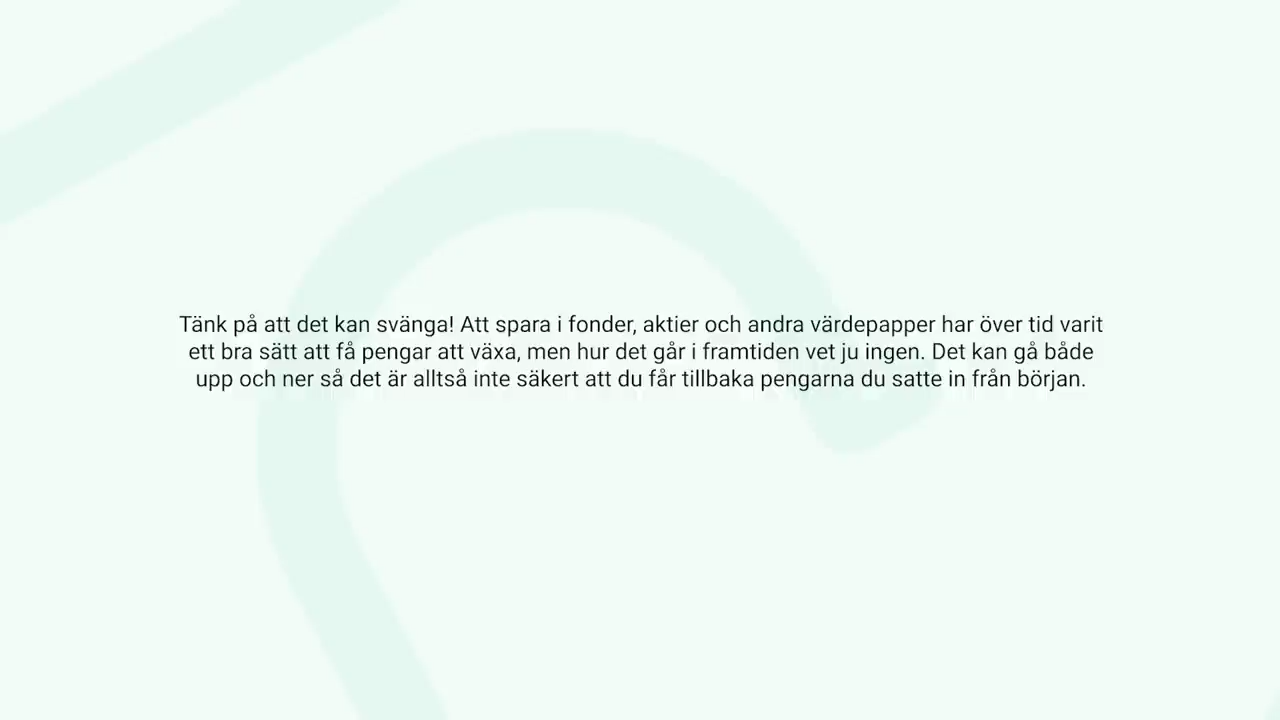 Tänk på att det kan svänga! Att spara i fonder, aktier och andra värdepapper har över tid varit
ett bra sätt att få pengar att växa, men hur det går i framtiden vet ju ingen. Det kan gå både
upp och ner så det är alltså inte säkert att du får tillbaka pengarna du satte in från början.